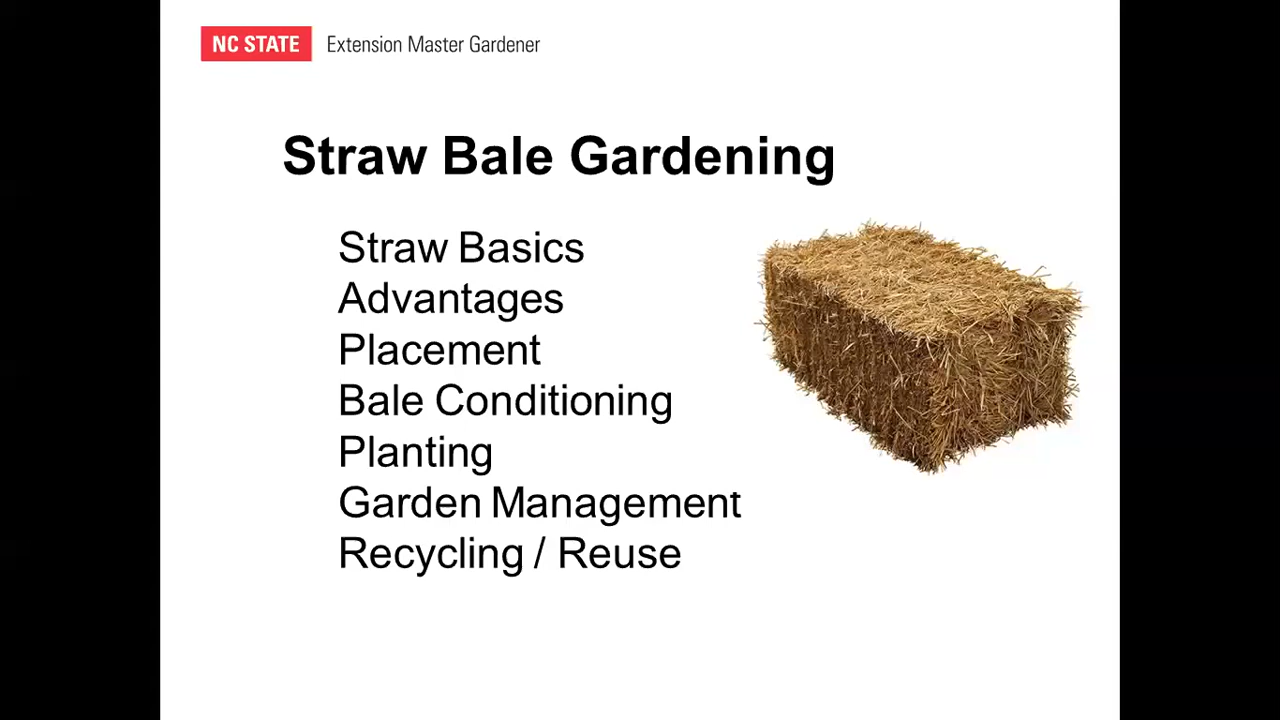 NC STATE Extension Master Gardener
Straw Bale Gardening
Straw Basics
Advantages
Placement
Bale Conditioning
Planting
Garden Management
Recycling / Reuse